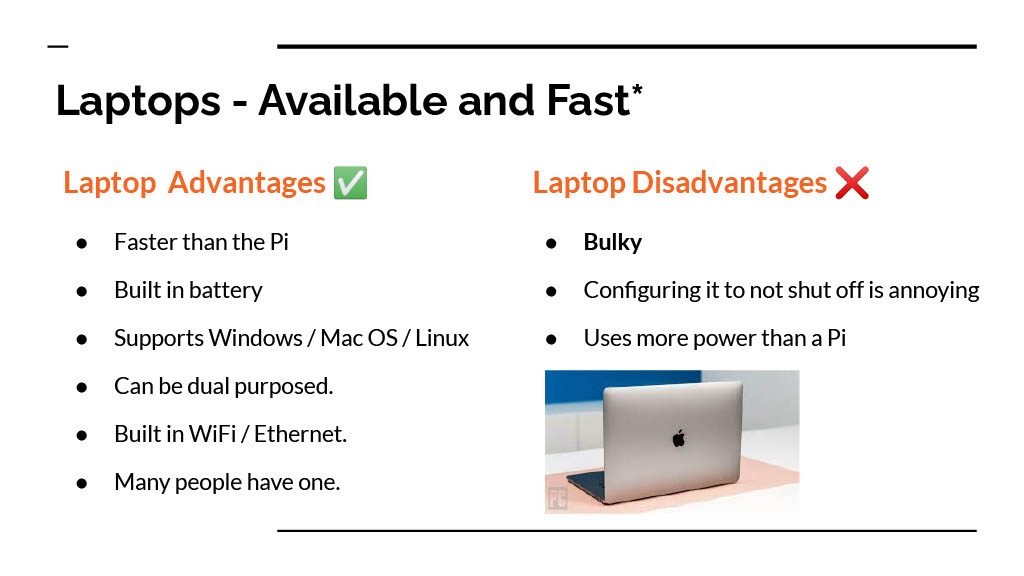 Laptops - Available and Fast*
Laptop Advantages ✅
Faster than the Pi
Built in battery
Supports Windows / Mac OS / Linux
Can be dual purposed.
Built in WiFi / Ethernet.
Many people have one.
Laptop Disadvantages ❌
Bulky
Configuring it to not shut off is annoying
Uses more power than a Pi
PC